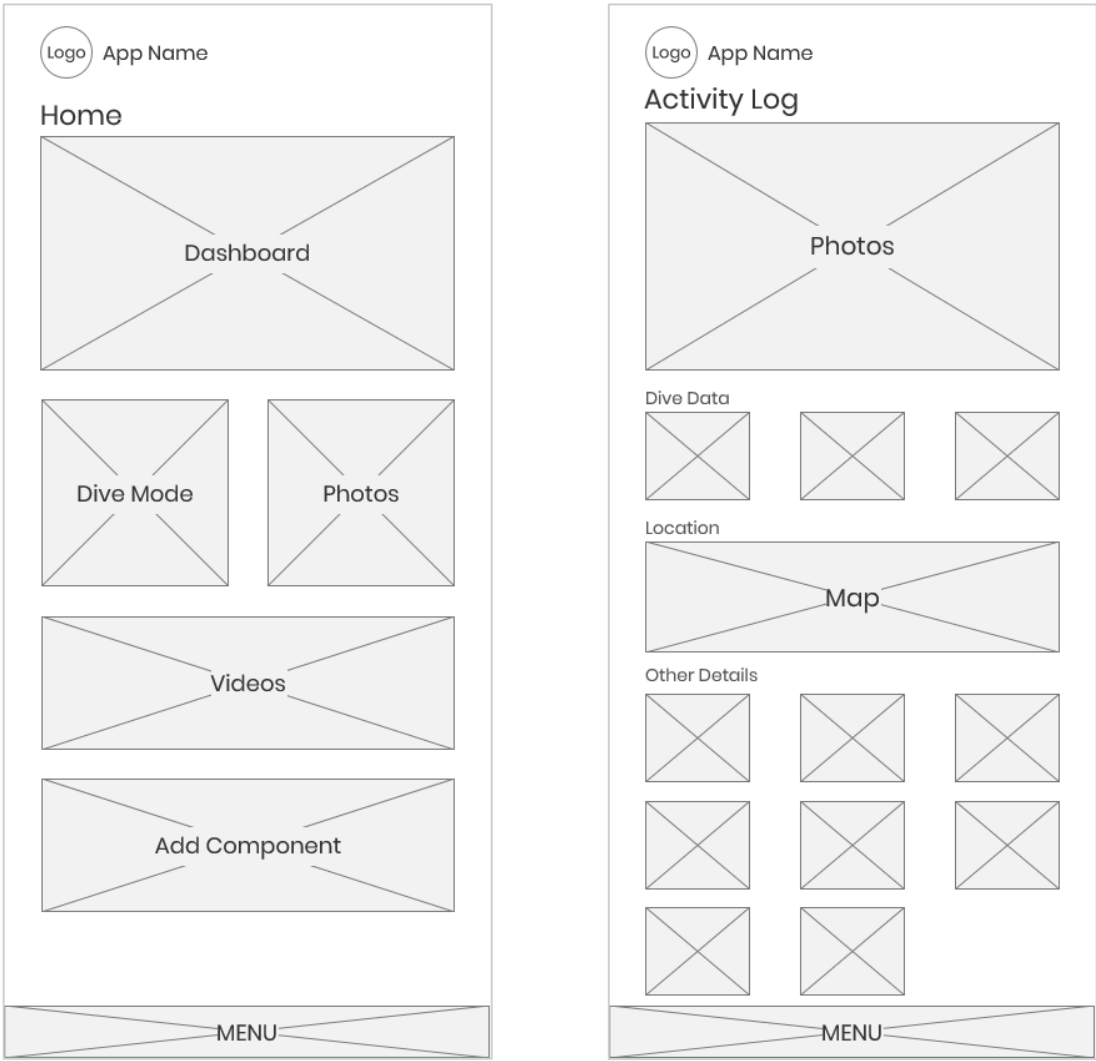 Logo App Name
Home
Dashboard
Dive Mode
Photos
Videos
Add Component
MENU
Logo App Name
Activity Log
Photos
Dive Data
Location
Map
Other Details
MENU